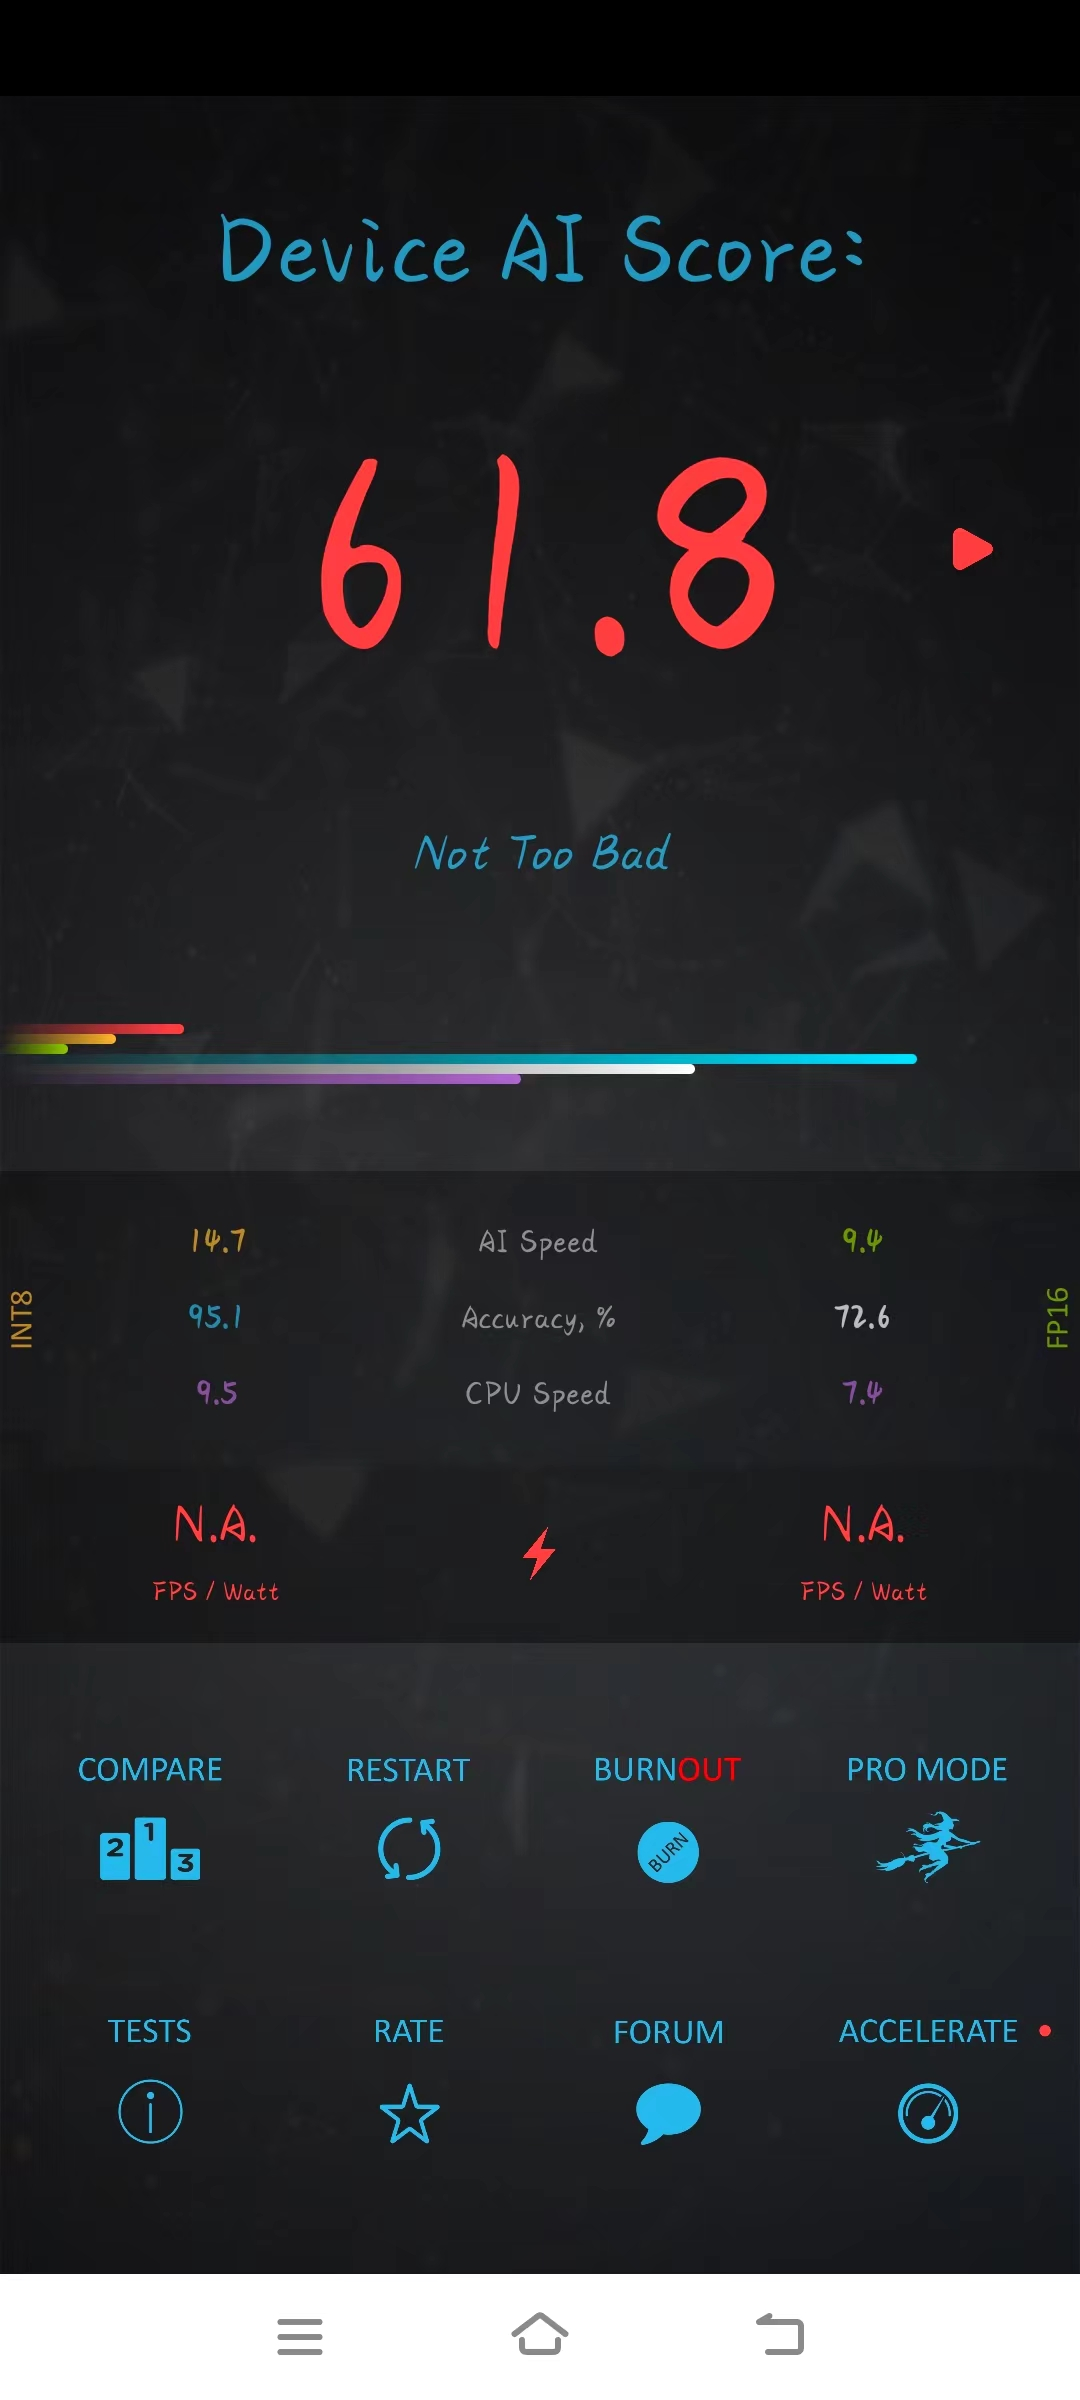 Device AI Score:
61.8
Not Too Bad
14.7 AI Speed 9.4
INT8 95.1 Accuracy, % 72.6 FP16
9.5 CPU Speed 7.4
N.A. N.A.
FPS / Watt FPS / Watt
COMPARE RESTART BURNOUT PRO MODE
2 1 3 BURN
TESTS RATE FORUM ACCELERATE